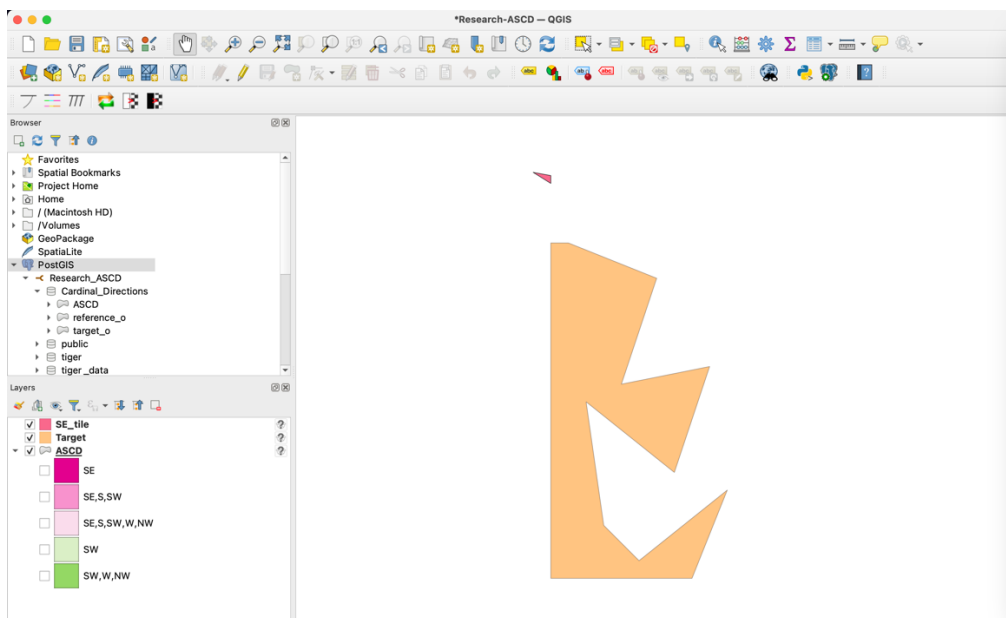 *Research-ASCD — QGIS
Browser
Favorites
Spatial Bookmarks
Project Home
Home
/ (Macintosh HD)
/Volumes
GeoPackage
SpatiaLite
PostGIS
Research_ASCD
Cardinal_Directions
ASCD
reference_o
target_o
public
tiger
tiger_data
Layers
SE_tile ?
Target ?
ASCD ?
SE
SE,S,SW
SE,S,SW,W,NW
SW
SW,W,NW